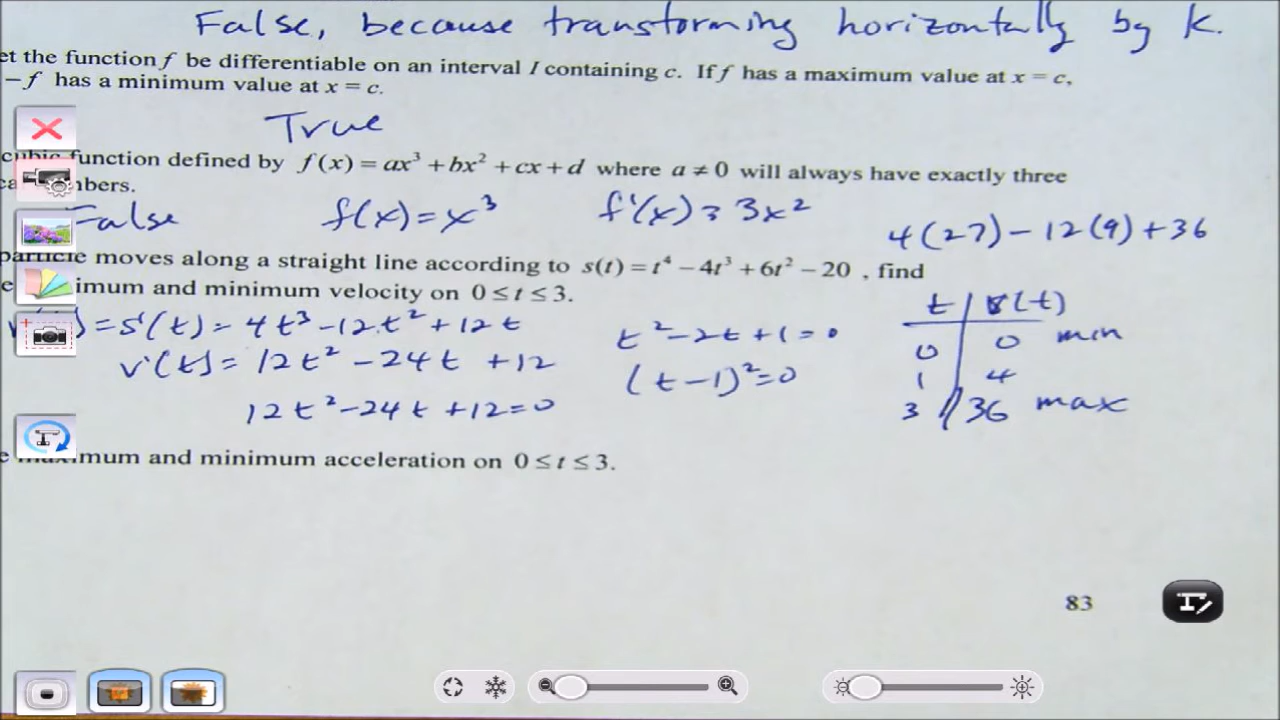 False, because transforming horizontally by k.
et the function f be differentiable on an interval I containing c. If f has a maximum value at x = c,
−f has a minimum value at x = c.
True
cubic function defined by f(x) = ax³ + bx² + cx + d where a ≠ 0 will always have exactly three
ca mbers.
False f(x) = x³ f'(x) = 3x²
4(27) − 12(9) + 36
particle moves along a straight line according to s(t) = t⁴ − 4t³ + 6t² − 20 , find
e imum and minimum velocity on 0 ≤ t ≤ 3.
) = s'(t) = 4t³ − 12t² + 12t
v'(t) = 12t² − 24t + 12
12t² − 24t + 12 = 0
t² − 2t + 1 = 0
(t − 1)² = 0
t | v(t)
0 0 min
1 4
3 36 max
e maximum and minimum acceleration on 0 ≤ t ≤ 3.
83